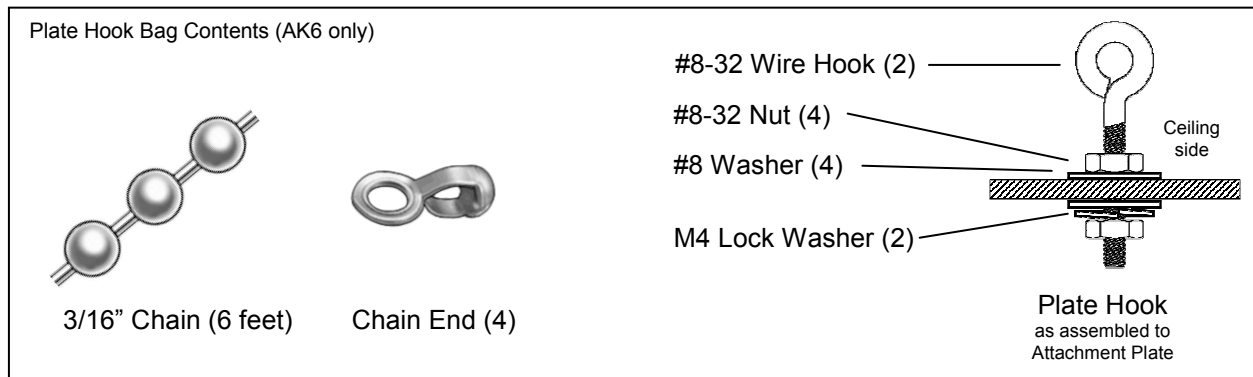 Plate Hook Bag Contents (AK6 only)
#8-32 Wire Hook (2)
#8-32 Nut (4)
Ceiling
side
#8 Washer (4)
M4 Lock Washer (2)
3/16” Chain (6 feet)
Chain End (4)
Plate Hook
as assembled to
Attachment Plate